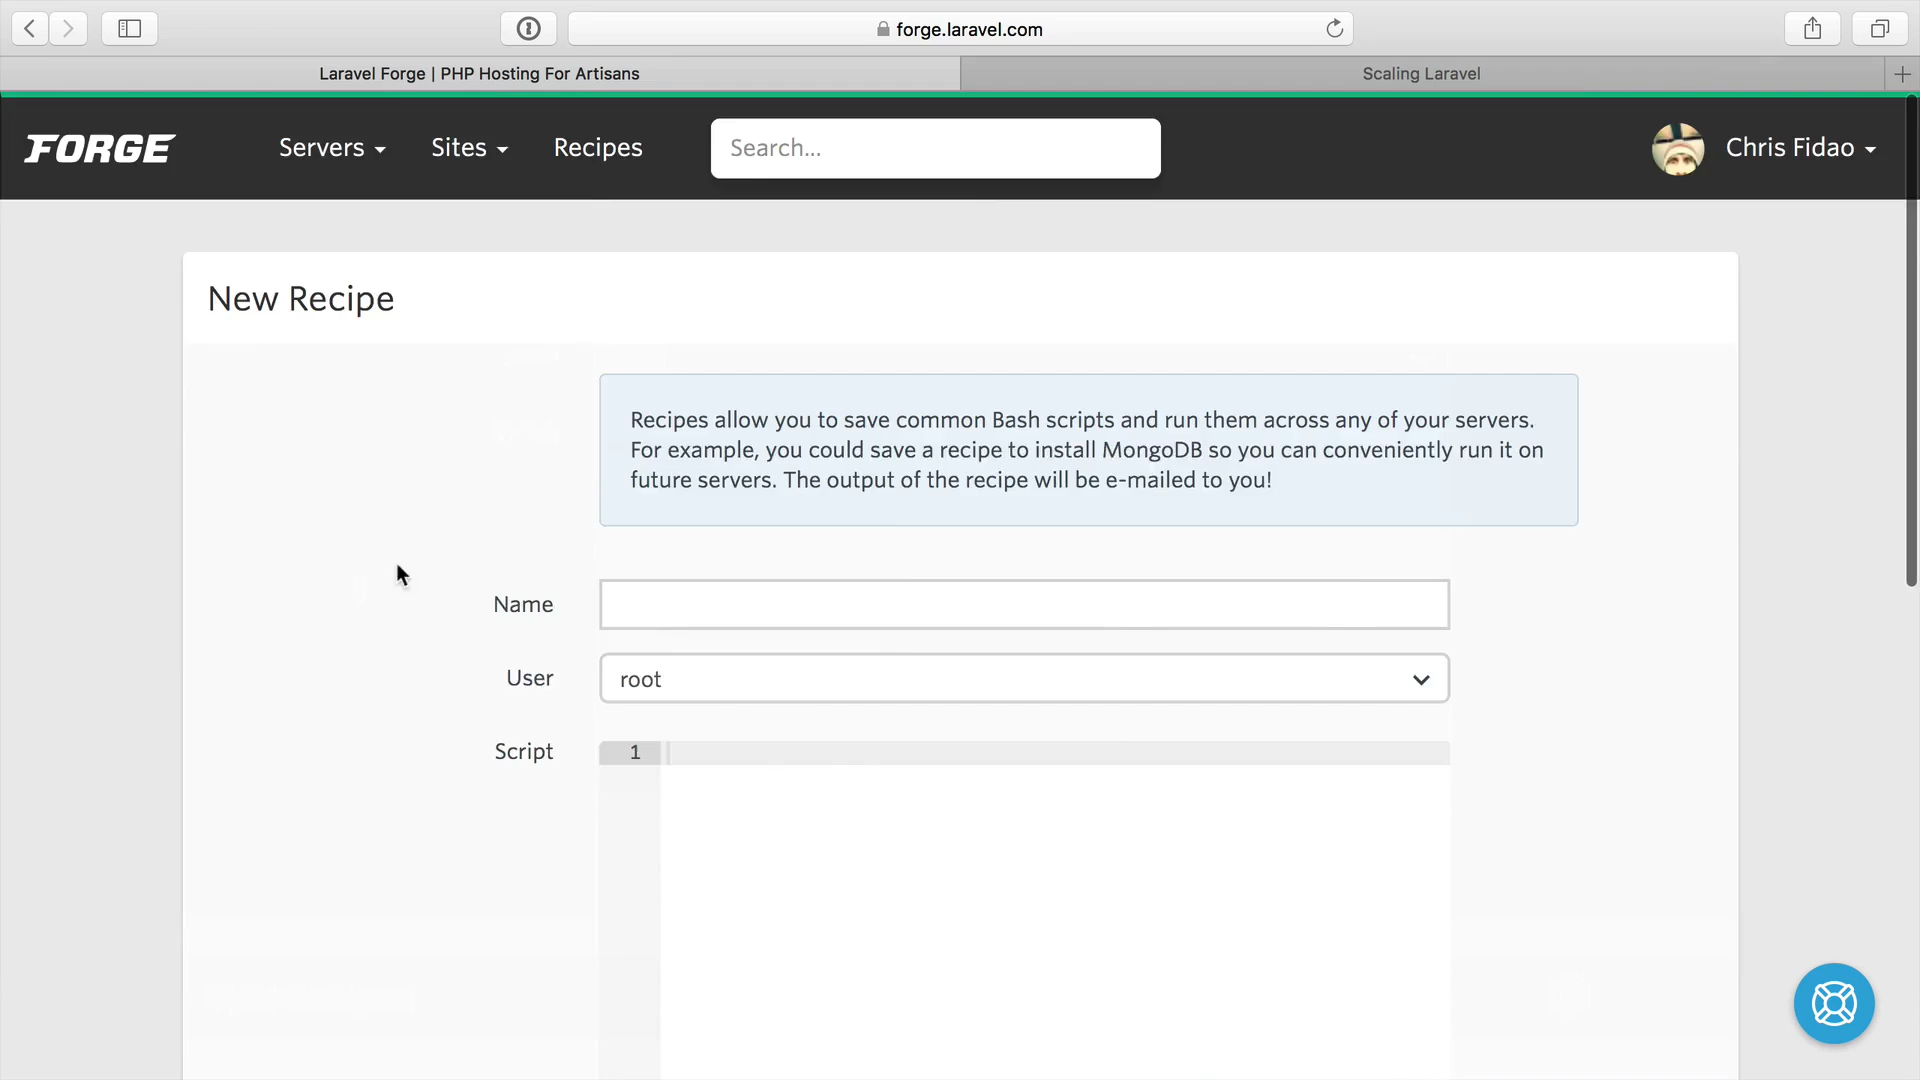 forge.laravel.com
Laravel Forge | PHP Hosting For Artisans
Scaling Laravel
FORGE
Servers
Sites
Recipes
Search...
Chris Fidao
New Recipe
Recipes allow you to save common Bash scripts and run them across any of your servers.
For example, you could save a recipe to install MongoDB so you can conveniently run it on
future servers. The output of the recipe will be e-mailed to you!
Name
User
root
Script
1